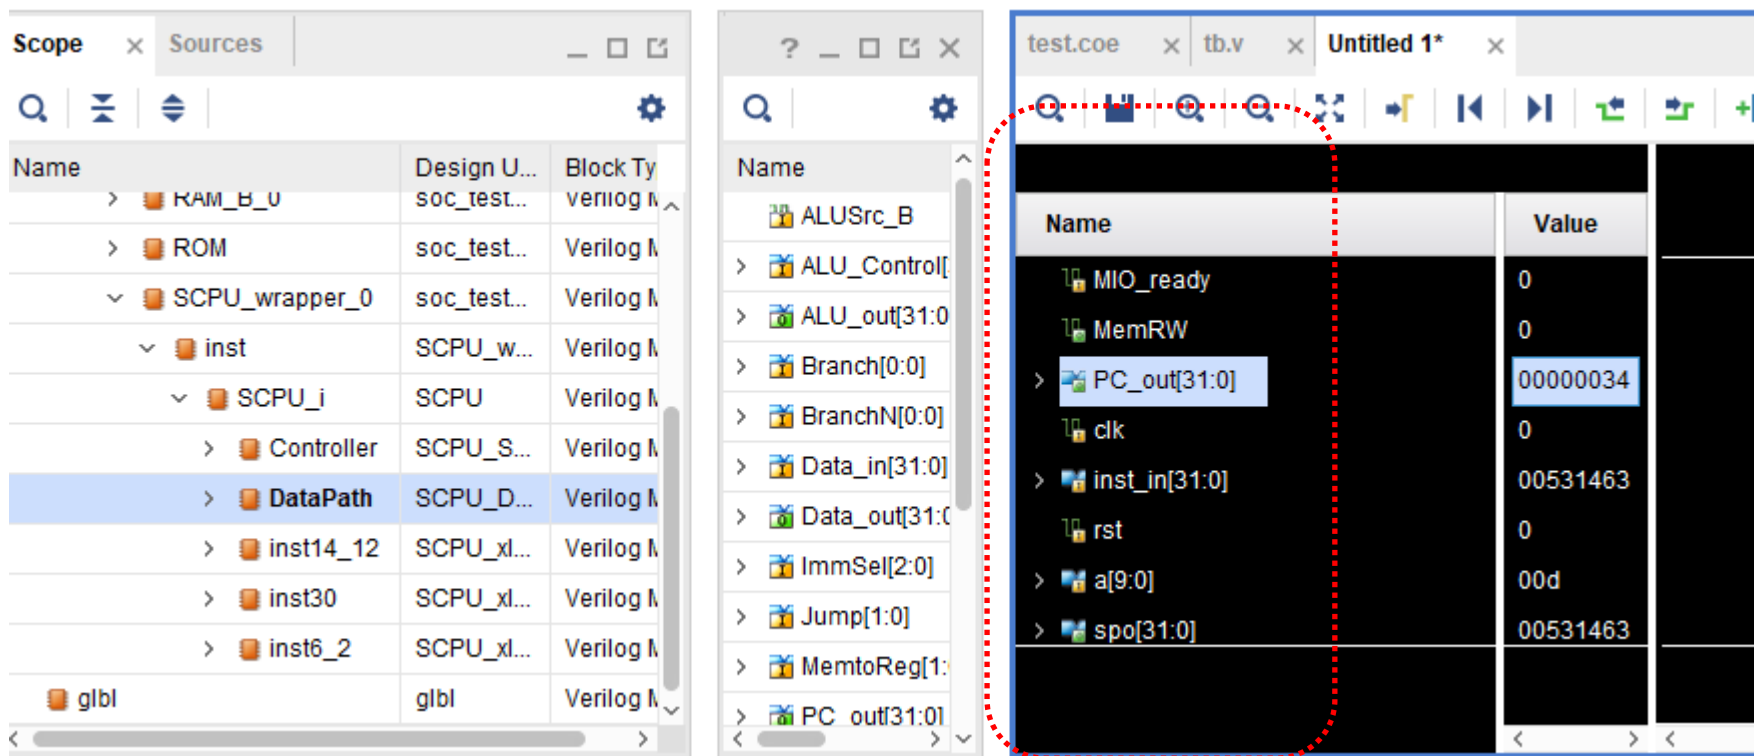 Scope
Sources
Name Design U... Block Ty
RAM_B_0 soc_test... Verilog M
ROM soc_test... Verilog M
SCPU_wrapper_0 soc_test... Verilog M
inst SCPU_w... Verilog M
SCPU_i SCPU Verilog M
Controller SCPU_S... Verilog M
DataPath SCPU_D... Verilog M
inst14_12 SCPU_xl... Verilog M
inst30 SCPU_xl... Verilog M
inst6_2 SCPU_xl... Verilog M
glbl glbl Verilog M
Name
ALUSrc_B
ALU_Control[
ALU_out[31:0
Branch[0:0]
BranchN[0:0]
Data_in[31:0]
Data_out[31:0
ImmSel[2:0]
Jump[1:0]
MemtoReg[1:
PC_out[31:0]
test.coe
tb.v
Untitled 1*
Name Value
MIO_ready 0
MemRW 0
PC_out[31:0] 00000034
clk 0
inst_in[31:0] 00531463
rst 0
a[9:0] 00d
spo[31:0] 00531463